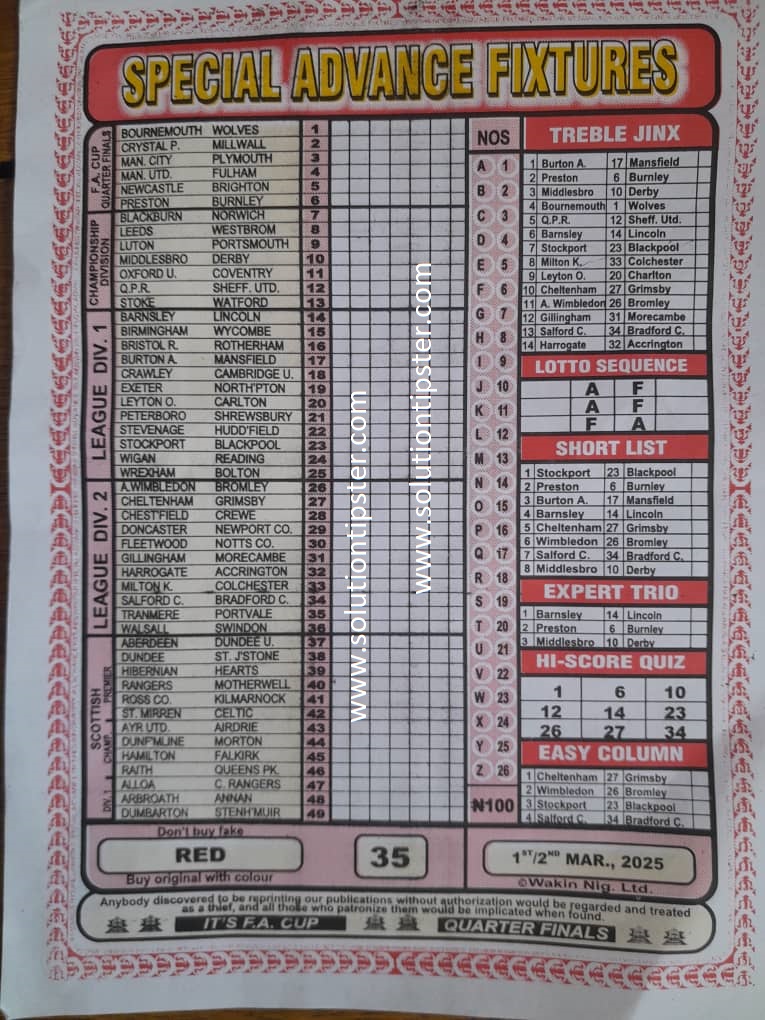 SPECIAL ADVANCE FIXTURES
F.A. CUP QUARTER FINALS
BOURNEMOUTH WOLVES 1
CRYSTAL P. MILLWALL 2
MAN. CITY PLYMOUTH 3
MAN. UTD. FULHAM 4
NEWCASTLE BRIGHTON 5
PRESTON BURNLEY 6
CHAMPIONSHIP DIVISION
BLACKBURN NORWICH 7
LEEDS WESTBROM 8
LUTON PORTSMOUTH 9
MIDDLESBRO DERBY 10
OXFORD U. COVENTRY 11
Q.P.R. SHEFF. UTD. 12
STOKE WATFORD 13
LEAGUE DIV. 1
BARNSLEY LINCOLN 14
BIRMINGHAM WYCOMBE 15
BRISTOL R. ROTHERHAM 16
BURTON A. MANSFIELD 17
CRAWLEY CAMBRIDGE U. 18
EXETER NORTH'PTON 19
LEYTON O. CARLTON 20
PETERBORO SHREWSBURY 21
STEVENAGE HUDD'FIELD 22
STOCKPORT BLACKPOOL 23
WIGAN READING 24
WREXHAM BOLTON 25
LEAGUE DIV. 2
A.WIMBLEDON BROMLEY 26
CHELTENHAM GRIMSBY 27
CHEST'FIELD CREWE 28
DONCASTER NEWPORT CO. 29
FLEETWOOD NOTTS CO. 30
GILLINGHAM MORECAMBE 31
HARROGATE ACCRINGTON 32
MILTON K. COLCHESTER 33
SALFORD C. BRADFORD C. 34
TRANMERE PORTVALE 35
WALSALL SWINDON 36
SCOTTISH
PREMIER
ABERDEEN DUNDEE U. 37
DUNDEE ST. J'STONE 38
HIBERNIAN HEARTS 39
RANGERS MOTHERWELL 40
ROSS CO. KILMARNOCK 41
ST. MIRREN CELTIC 42
CHAMP.
AYR UTD. AIRDRIE 43
DUNF'MLINE MORTON 44
HAMILTON FALKIRK 45
RAITH QUEENS PK. 46
DIV. 1
ALLOA C. RANGERS 47
ARBROATH ANNAN 48
DUMBARTON STENH'MUIR 49
www.solutiontipster.com
www.solutiontipster.com
NOS
A 1
B 2
C 3
D 4
E 5
F 6
G 7
H 8
I 9
J 10
K 11
L 12
M 13
N 14
O 15
P 16
Q 17
R 18
S 19
T 20
U 21
V 22
W 23
X 24
Y 25
Z 26
₦100
TREBLE JINX
1 Burton A. 17 Mansfield
2 Preston 6 Burnley
3 Middlesbro 10 Derby
4 Bournemouth 1 Wolves
5 Q.P.R. 12 Sheff. Utd.
6 Barnsley 14 Lincoln
7 Stockport 23 Blackpool
8 Milton K. 33 Colchester
9 Leyton O. 20 Charlton
10 Cheltenham 27 Grimsby
11 A. Wimbledon 26 Bromley
12 Gillingham 31 Morecambe
13 Salford C. 34 Bradford C.
14 Harrogate 32 Accrington
LOTTO SEQUENCE
A F
A F
F A
SHORT LIST
1 Stockport 23 Blackpool
2 Preston 6 Burnley
3 Burton A. 17 Mansfield
4 Barnsley 14 Lincoln
5 Cheltenham 27 Grimsby
6 Wimbledon 26 Bromley
7 Salford C. 34 Bradford C.
8 Middlesbro 10 Derby
EXPERT TRIO
1 Barnsley 14 Lincoln
2 Preston 6 Burnley
3 Middlesbro 10 Derby
HI-SCORE QUIZ
1 6 10
12 14 23
26 27 34
EASY COLUMN
1 Cheltenham 27 Grimsby
2 Wimbledon 26 Bromley
3 Stockport 23 Blackpool
4 Salford C. 34 Bradford C.
Don't buy fake
RED
Buy original with colour
35
1ST/2ND MAR., 2025
©Wakin Nig. Ltd.
Anybody discovered to be reprinting our publications without authorization would be regarded and treated
as a thief, and all those who patronize them would be implicated when found.
IT'S F.A. CUP QUARTER FINALS